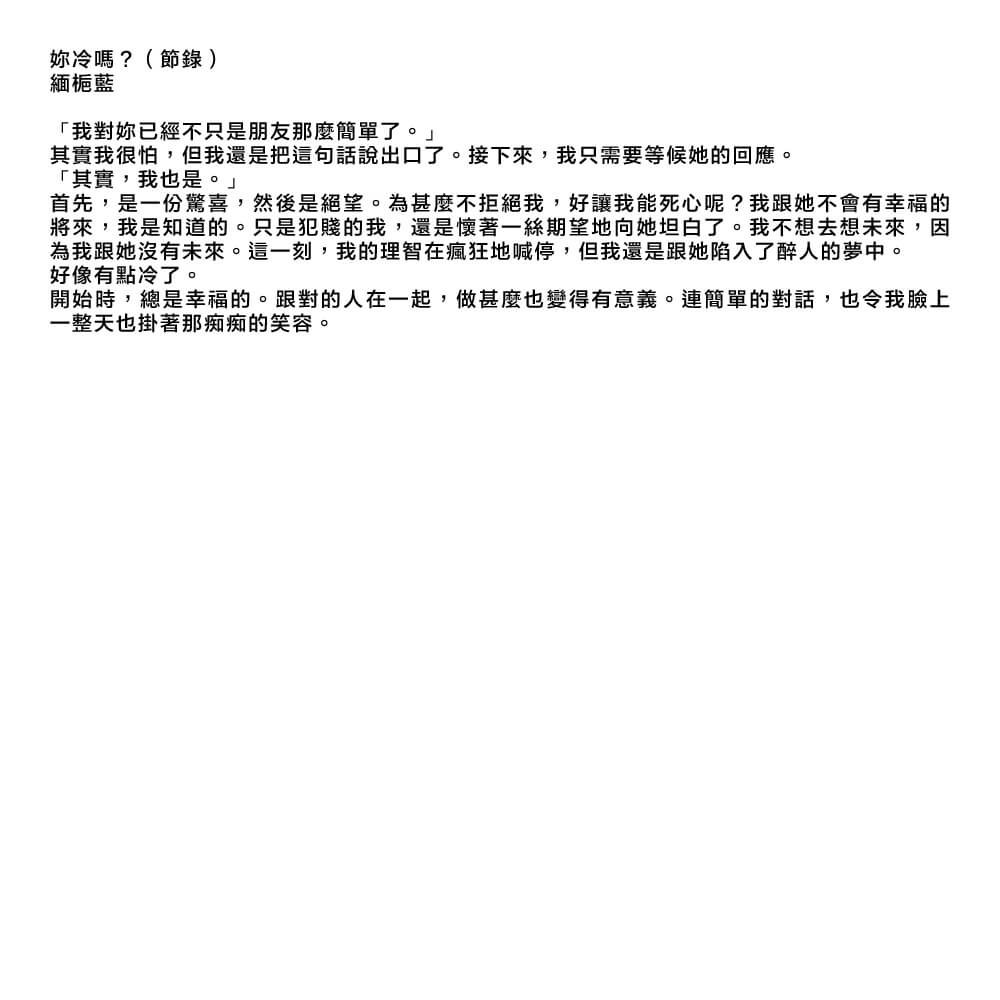 妳冷嗎？（節錄）
緬梔藍
「我對妳已經不只是朋友那麼簡單了。」
其實我很怕，但我還是把這句話說出口了。接下來，我只需要等候她的回應。
「其實，我也是。」
首先，是一份驚喜，然後是絕望。為甚麼不拒絕我，好讓我能死心呢？我跟她不會有幸福的
將來，我是知道的。只是犯賤的我，還是懷著一絲期望地向她坦白了。我不想去想未來，因
為我跟她沒有未來。這一刻，我的理智在瘋狂地喊停，但我還是跟她陷入了醉人的夢中。
好像有點冷了。
開始時，總是幸福的。跟對的人在一起，做甚麼也變得有意義。連簡單的對話，也令我臉上
一整天也掛著那痴痴的笑容。